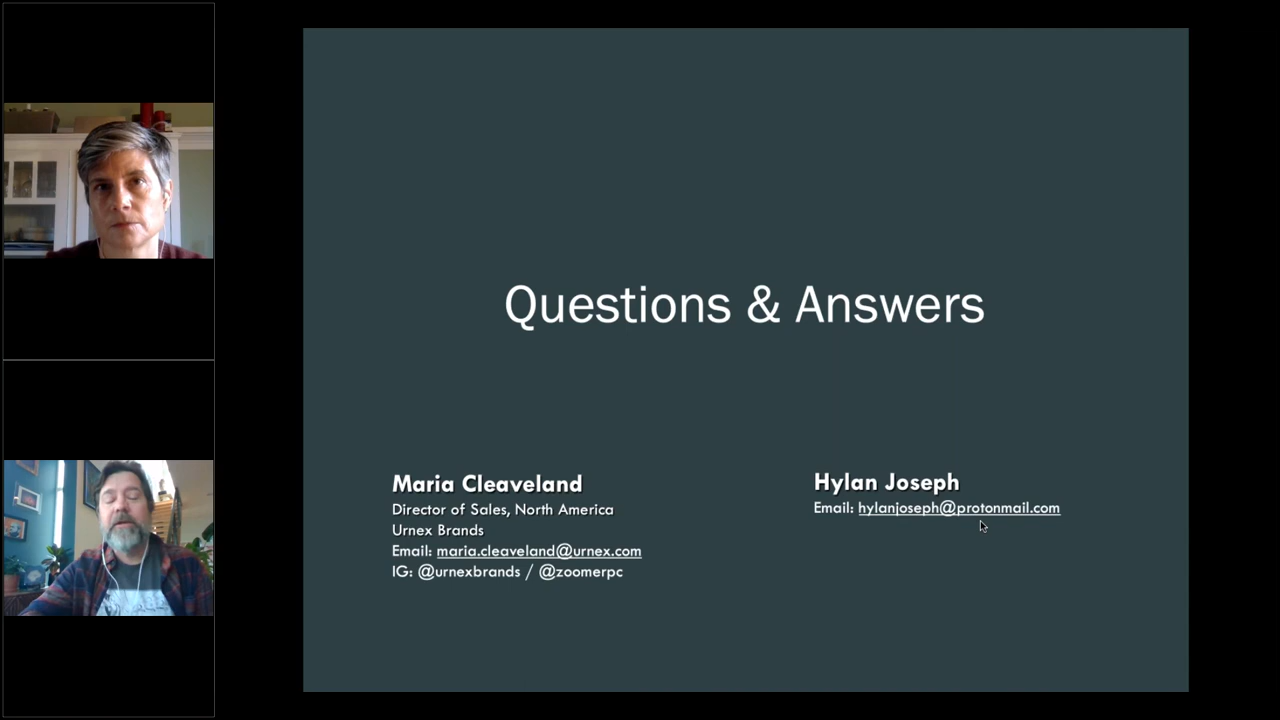 Questions & Answers
Maria Cleaveland
Director of Sales, North America
Urnex Brands
Email: maria.cleaveland@urnex.com
IG: @urnexbrands / @zoomerpc
Hylan Joseph
Email: hylanjoseph@protonmail.com